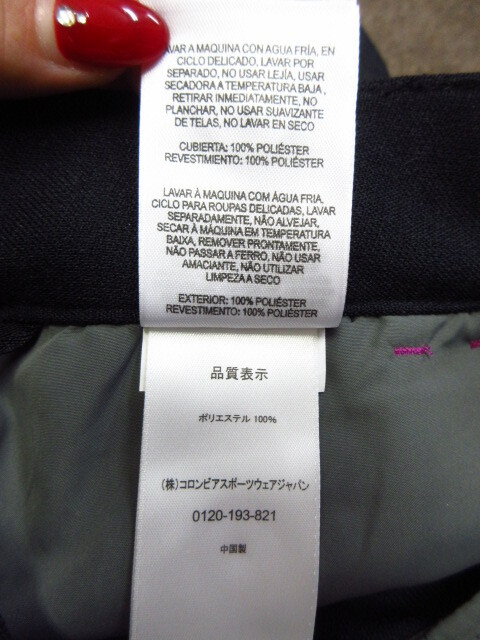 LAVAR A MAQUINA CON AGUA FRÍA, EN
CICLO DELICADO, LAVAR POR
SEPARADO, NO USAR LEJÍA, USAR
SECADORA A TEMPERATURA BAJA,
RETIRAR INMEDIATAMENTE, NO
PLANCHAR, NO USAR SUAVIZANTE
DE TELAS, NO LAVAR EN SECO
CUBIERTA: 100% POLIÉSTER
REVESTIMIENTO: 100% POLIÉSTER
LAVAR À MAQUINA COM ÁGUA FRIA,
CICLO PARA ROUPAS DELICADAS, LAVAR
SEPARADAMENTE, NÃO ALVEJAR,
SECAR À MÁQUINA EM TEMPERATURA
BAIXA, REMOVER PRONTAMENTE,
NÃO PASSAR A FERRO, NÃO USAR
AMACIANTE, NÃO UTILIZAR
LIMPEZA A SECO
EXTERIOR: 100% POLIÉSTER
REVESTIMENTO: 100% POLIÉSTER
品質表示
ポリエステル 100%
(株)コロンビアスポーツウェアジャパン
0120-193-821
中国製